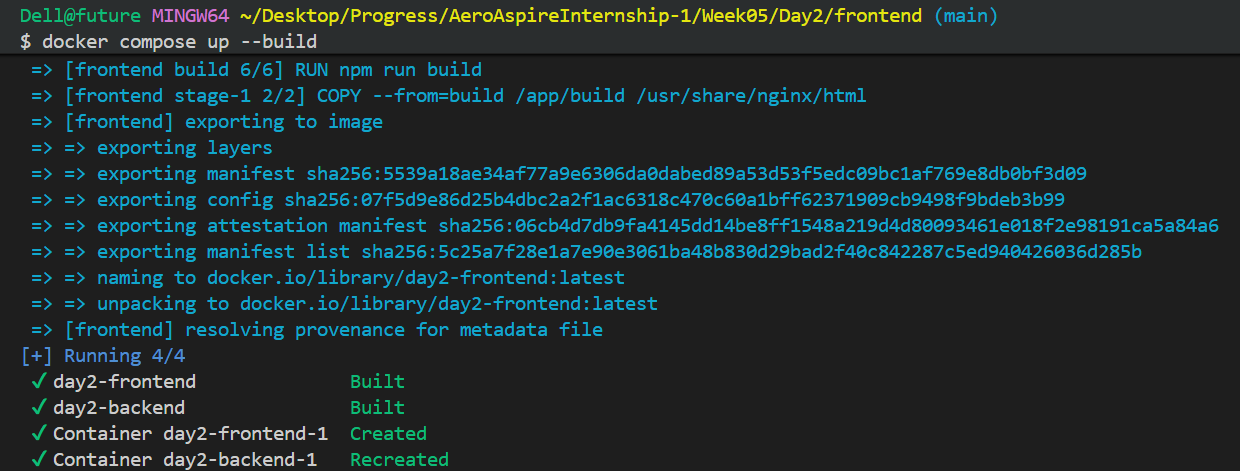 Dell@future MINGW64 ~/Desktop/Progress/AeroAspireInternship-1/Week05/Day2/frontend (main)
$ docker compose up --build
=> [frontend build 6/6] RUN npm run build
=> [frontend stage-1 2/2] COPY --from=build /app/build /usr/share/nginx/html
=> [frontend] exporting to image
=> => exporting layers
=> => exporting manifest sha256:5539a18ae34af77a9e6306da0dabed89a53d53f5edc09bc1af769e8db0bf3d09
=> => exporting config sha256:07f5d9e86d25b4dbc2a2f1ac6318c470c60a1bff62371909cb9498f9bdeb3b99
=> => exporting attestation manifest sha256:06cb4d7db9fa4145dd14be8ff1548a219d4d80093461e018f2e98191ca5a84a6
=> => exporting manifest list sha256:5c25a7f28e1a7e90e3061ba48b830d29bad2f40c842287c5ed940426036d285b
=> => naming to docker.io/library/day2-frontend:latest
=> => unpacking to docker.io/library/day2-frontend:latest
=> [frontend] resolving provenance for metadata file
[+] Running 4/4
✔ day2-frontend Built
✔ day2-backend Built
✔ Container day2-frontend-1 Created
✔ Container day2-backend-1 Recreated